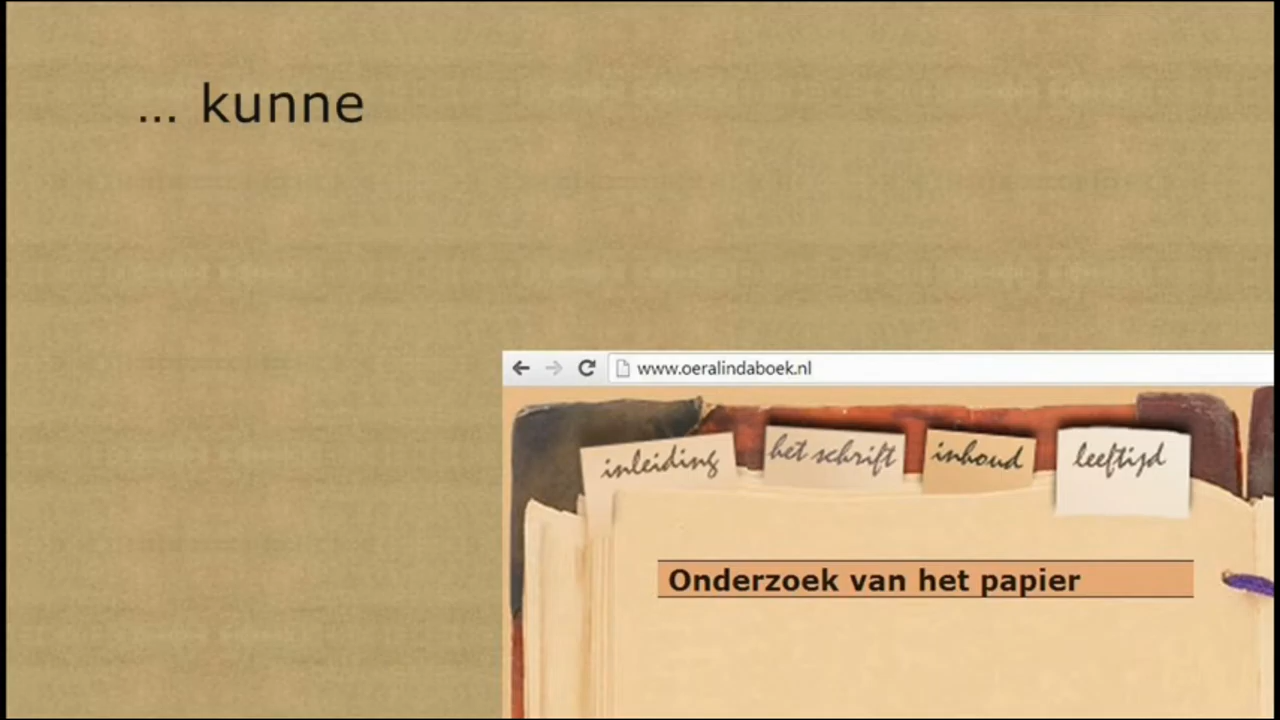 ... kunne
www.oeralindaboek.nl
inleiding
het schrift
inhoud
leeftijd
Onderzoek van het papier